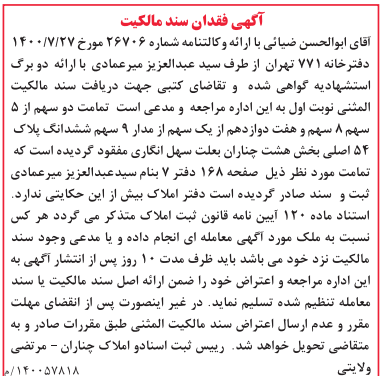 آگهی فقدان سند مالکیت
آقای ابوالحسن ضیائی با ارائه وکالتنامه شماره ۲۶۷۰۶ مورخ ۱۴۰۰/۷/۲۷
دفترخانه ۷۷۱ تهران از طرف سید عبدالعزیز میرعمادی با ارائه دو برگ
استشهادیه گواهی شده و تقاضای کتبی جهت دریافت سند مالکیت
المثنی نوبت اول به این اداره مراجعه و مدعی است تمامت دو سهم از ۵
سهم ۸ سهم و هفت دوازدهم از یک سهم از مدار ۹ سهم ششدانگ پلاک
۵۴ اصلی بخش هشت چناران بعلت سهل انگاری مفقود گردیده است که
تمامت مورد نظر ذیل صفحه ۱۶۸ دفتر ۷ بنام سیدعبدالعزیز میرعمادی
ثبت و سند صادر گردیده است دفتر املاک بیش از این حکایتی ندارد.
استناد ماده ۱۲۰ آیین نامه قانون ثبت املاک متذکر می گردد هر کس
نسبت به ملک مورد آگهی معامله ای انجام داده و یا مدعی وجود سند
مالکیت نزد خود می باشد باید ظرف مدت ۱۰ روز پس از انتشار آگهی به
این اداره مراجعه و اعتراض خود را ضمن ارائه اصل سند مالکیت یا سند
معامله تنظیم شده تسلیم نماید. در غیر اینصورت پس از انقضای مهلت
مقرر و عدم ارسال اعتراض سند مالکیت المثنی طبق مقررات صادر و به
متقاضی تحویل خواهد شد. رییس ثبت اسنادو املاک چناران - مرتضی
ولایتی ۱۴۰۰۵۷۸۱۸/م